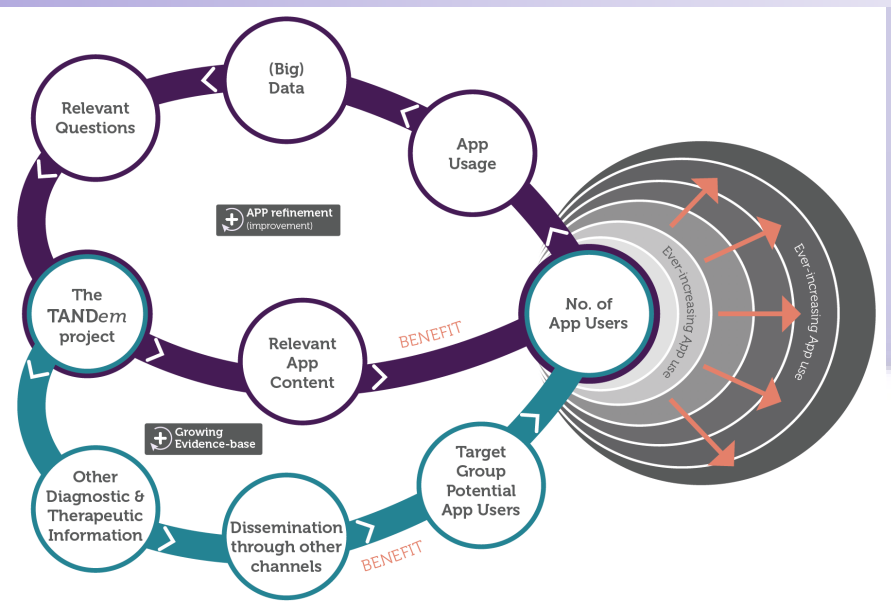 (Big)
Data
Relevant
Questions
App
Usage
+ APP refinement
(improvement)
The
TANDem
project
Relevant
App
Content
BENEFIT
No. of
App Users
Ever-increasing App use
Ever-increasing App use
+ Growing
Evidence-base
Other
Diagnostic &
Therapeutic
Information
Dissemination
through other
channels
BENEFIT
Target
Group
Potential
App Users